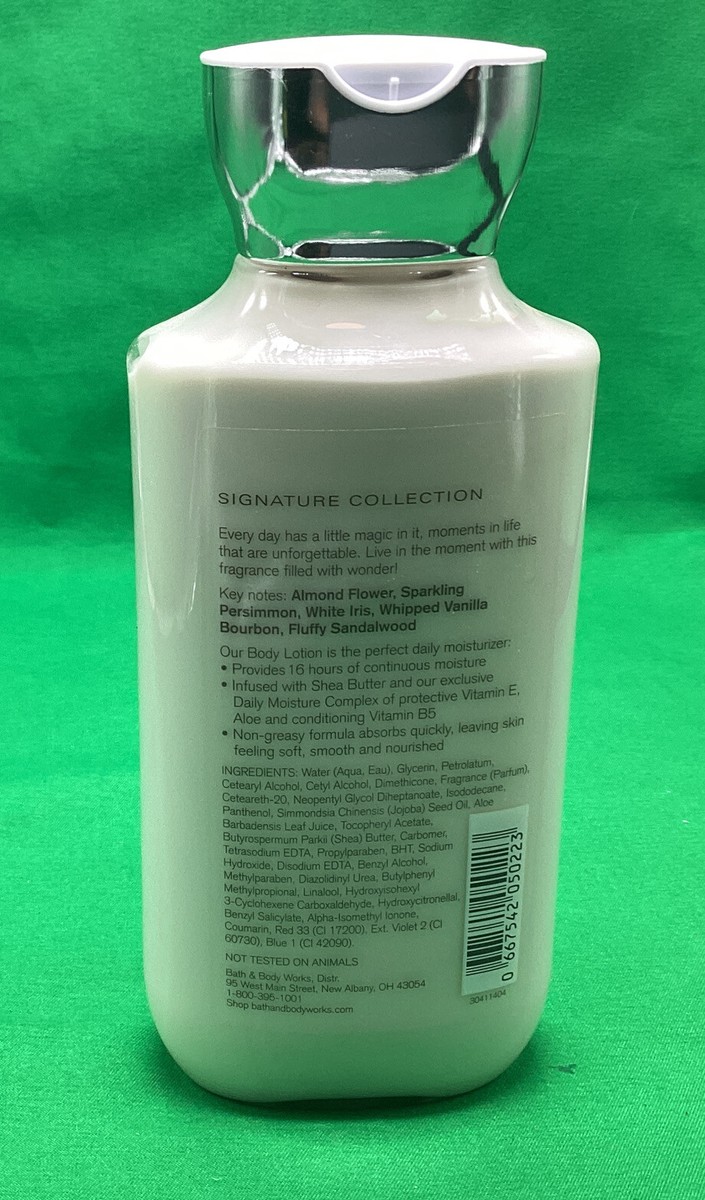 SIGNATURE COLLECTION
Every day has a little magic in it, moments in life
that are unforgettable. Live in the moment with this
fragrance filled with wonder!
Key notes: Almond Flower, Sparkling
Persimmon, White Iris, Whipped Vanilla
Bourbon, Fluffy Sandalwood
Our Body Lotion is the perfect daily moisturizer:
• Provides 16 hours of continuous moisture
• Infused with Shea Butter and our exclusive
Daily Moisture Complex of protective Vitamin E,
Aloe and conditioning Vitamin B5
• Non-greasy formula absorbs quickly, leaving skin
feeling soft, smooth and nourished
INGREDIENTS: Water (Aqua, Eau), Glycerin, Petrolatum,
Cetearyl Alcohol, Cetyl Alcohol, Dimethicone, Fragrance (Parfum),
Ceteareth-20, Neopentyl Glycol Diheptanoate, Isododecane,
Panthenol, Simmondsia Chinensis (Jojoba) Seed Oil, Aloe
Barbadensis Leaf Juice, Tocopheryl Acetate,
Butyrospermum Parkii (Shea) Butter, Carbomer,
Tetrasodium EDTA, Propylparaben, BHT, Sodium
Hydroxide, Disodium EDTA, Benzyl Alcohol,
Methylparaben, Diazolidinyl Urea, Butylphenyl
Methylpropional, Linalool, Hydroxyisohexyl
3-Cyclohexene Carboxaldehyde, Hydroxycitronellal,
Benzyl Salicylate, Alpha-Isomethyl Ionone,
Coumarin, Red 33 (CI 17200), Ext. Violet 2 (CI
60730), Blue 1 (CI 42090).
NOT TESTED ON ANIMALS
Bath & Body Works, Distr.
95 West Main Street, New Albany, OH 43054
1-800-395-1001
Shop bathandbodyworks.com
0 667542 050223
30411404